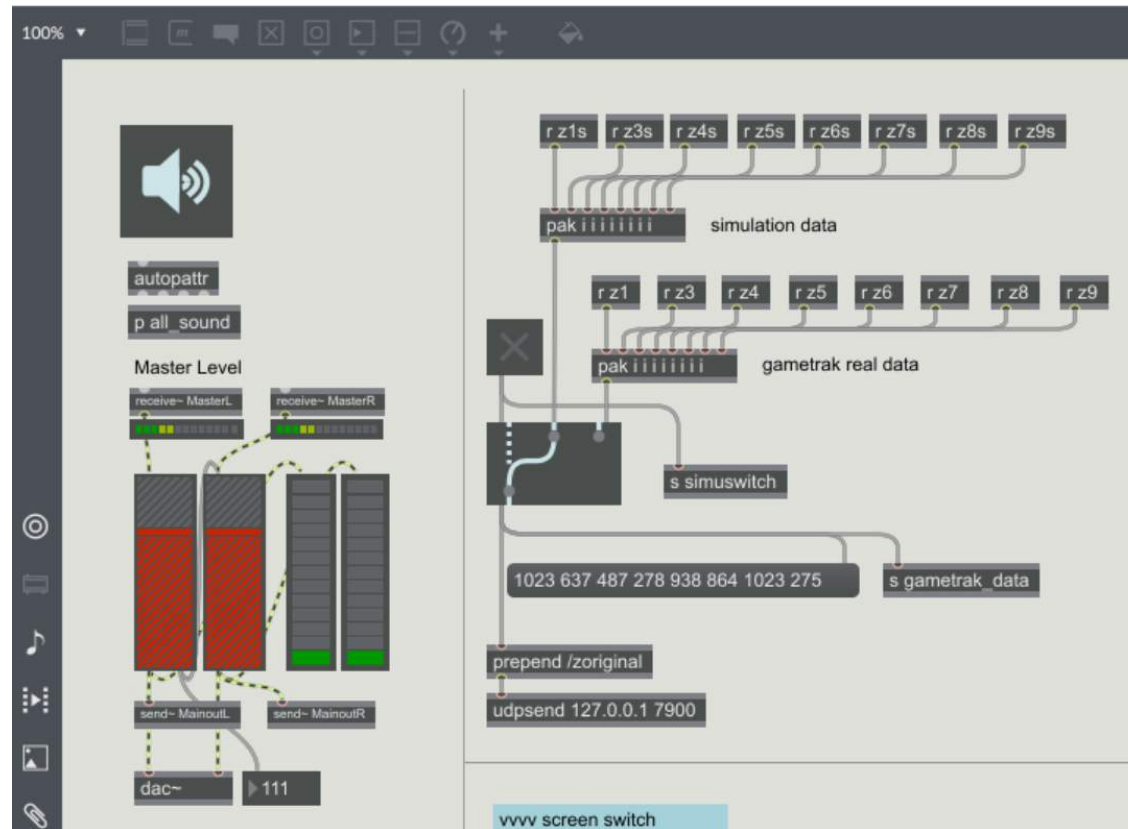 100%
r z1s r z3s r z4s r z5s r z6s r z7s r z8s r z9s
pak i i i i i i i i
simulation data
autopattr
p all_sound
r z1 r z3 r z4 r z5 r z6 r z7 r z8 r z9
Master Level
pak i i i i i i i i
gametrak real data
receive~ MasterL receive~ MasterR
s simuswitch
1023 637 487 278 938 864 1023 275
s gametrak_data
prepend /zoriginal
udpsend 127.0.0.1 7900
send~ MainoutL send~ MainoutR
dac~ 111
vvvv screen switch